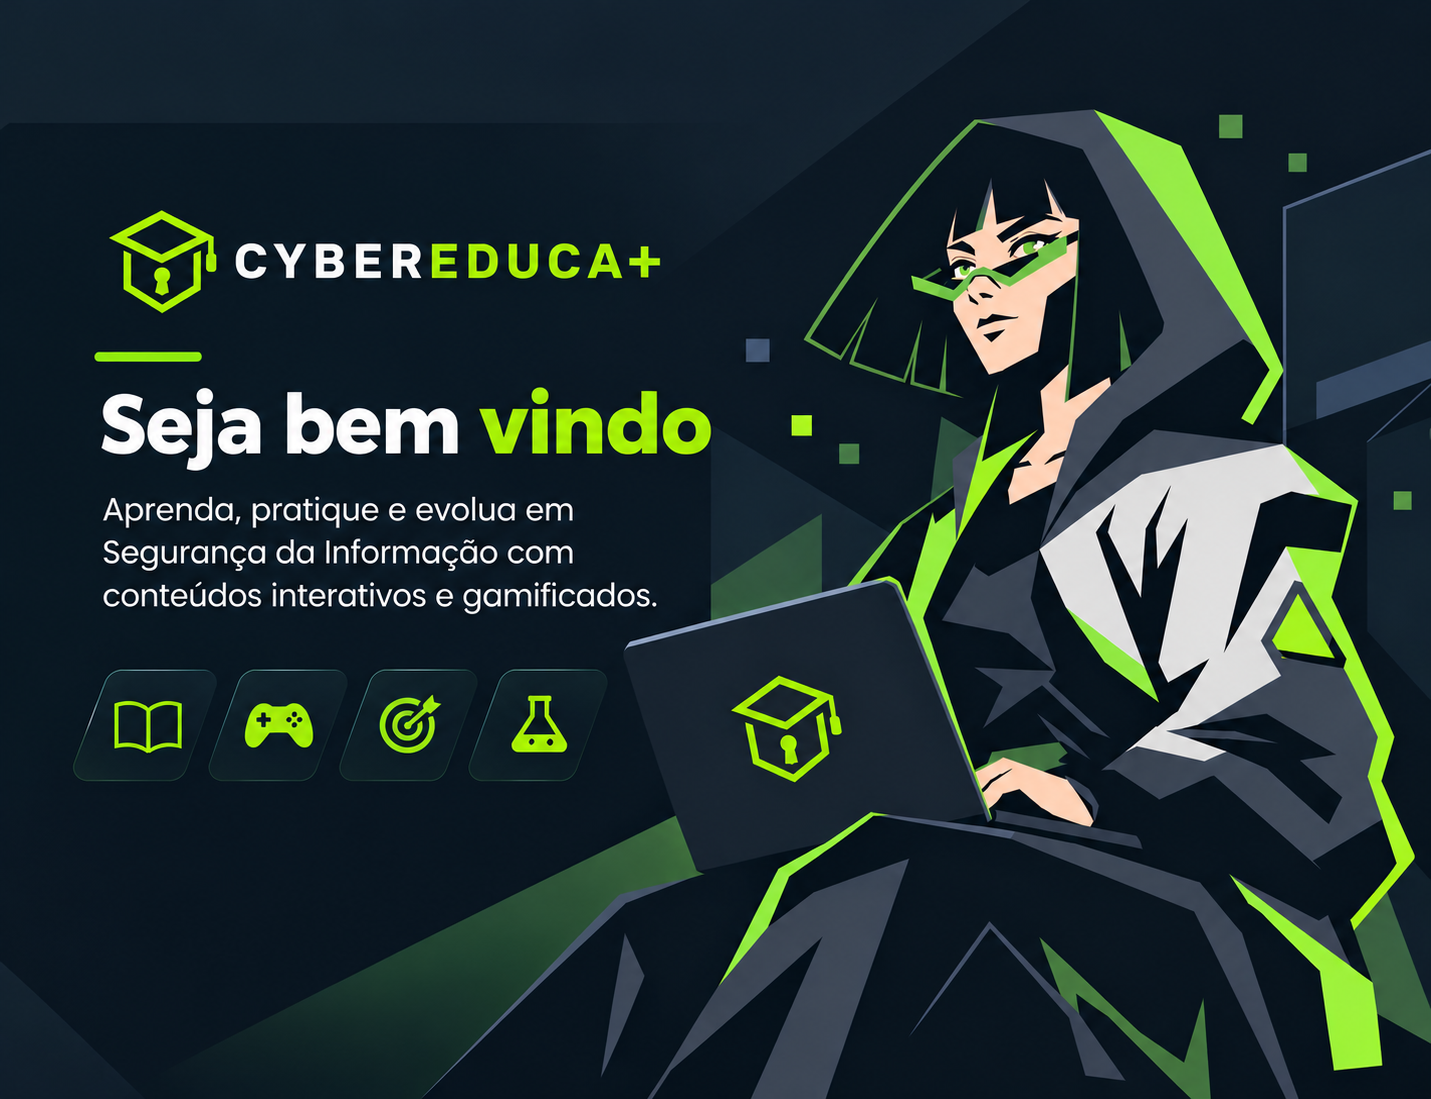 CYBEREDUCA+
Seja bem vindo
Aprenda, pratique e evolua em
Segurança da Informação com
conteúdos interativos e gamificados.